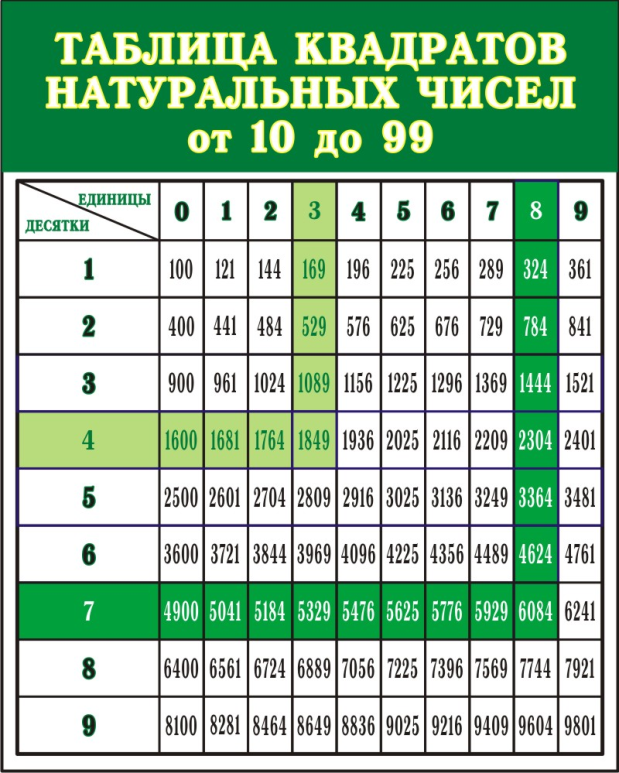 ТАБЛИЦА КВАДРАТОВ
НАТУРАЛЬНЫХ ЧИСЕЛ
от 10 до 99
ЕДИНИЦЫ
ДЕСЯТКИ
0 1 2 3 4 5 6 7 8 9
1 100 121 144 169 196 225 256 289 324 361
2 400 441 484 529 576 625 676 729 784 841
3 900 961 1024 1089 1156 1225 1296 1369 1444 1521
4 1600 1681 1764 1849 1936 2025 2116 2209 2304 2401
5 2500 2601 2704 2809 2916 3025 3136 3249 3364 3481
6 3600 3721 3844 3969 4096 4225 4356 4489 4624 4761
7 4900 5041 5184 5329 5476 5625 5776 5929 6084 6241
8 6400 6561 6724 6889 7056 7225 7396 7569 7744 7921
9 8100 8281 8464 8649 8836 9025 9216 9409 9604 9801